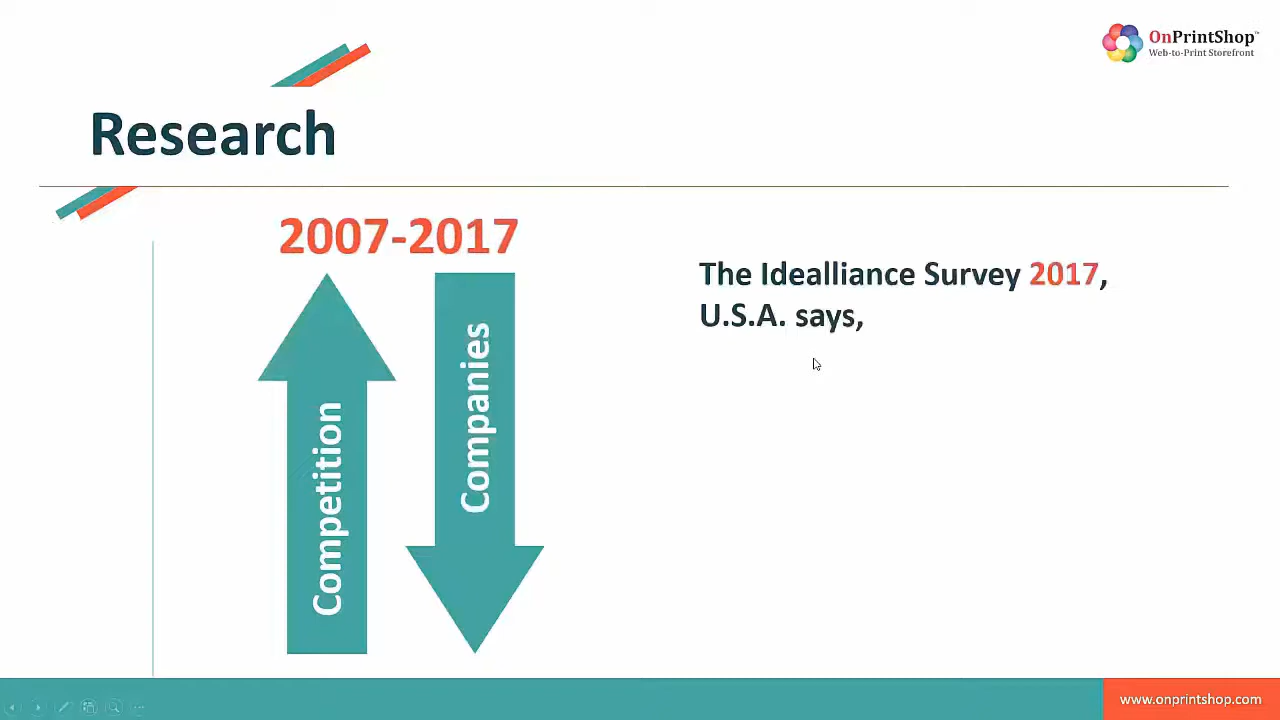 OnPrintShop™
Web-to-Print Storefront
Research
2007-2017
Competition
Companies
The Idealliance Survey 2017,
U.S.A. says,
www.onprintshop.com